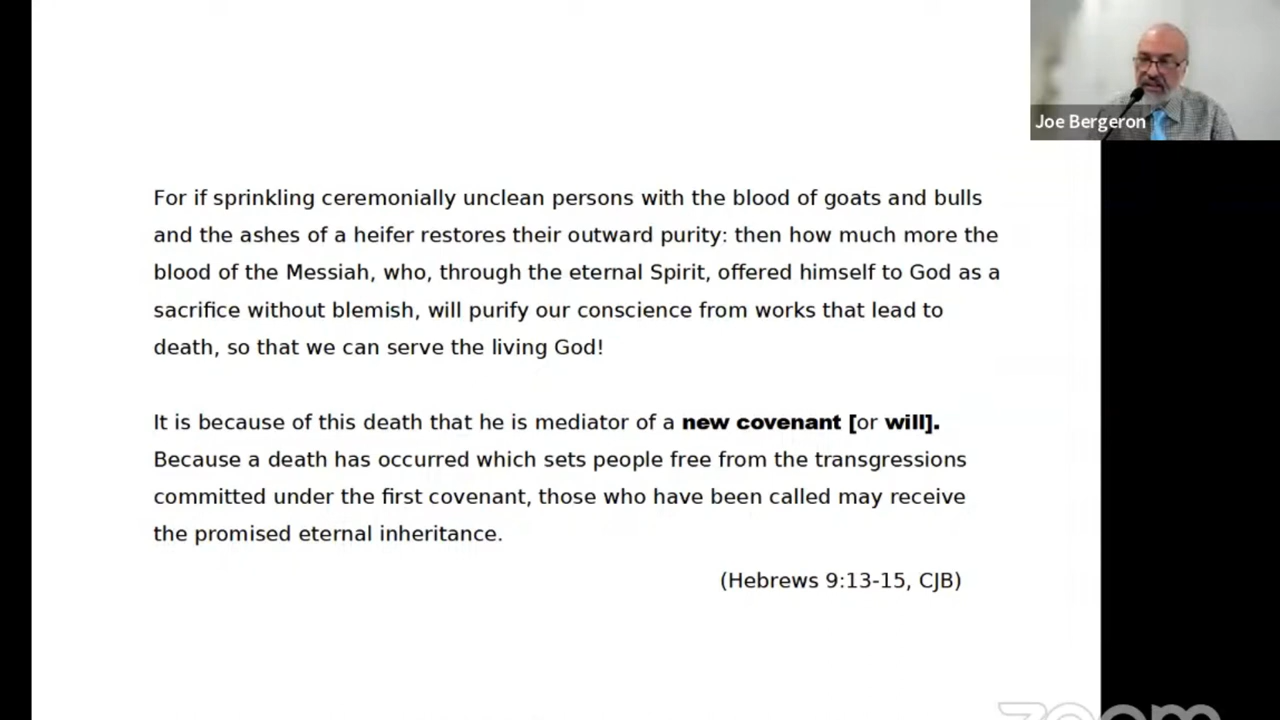 Joe Bergeron
For if sprinkling ceremonially unclean persons with the blood of goats and bulls
and the ashes of a heifer restores their outward purity: then how much more the
blood of the Messiah, who, through the eternal Spirit, offered himself to God as a
sacrifice without blemish, will purify our conscience from works that lead to
death, so that we can serve the living God!
It is because of this death that he is mediator of a new covenant [or will].
Because a death has occurred which sets people free from the transgressions
committed under the first covenant, those who have been called may receive
the promised eternal inheritance.
(Hebrews 9:13-15, CJB)
zoom